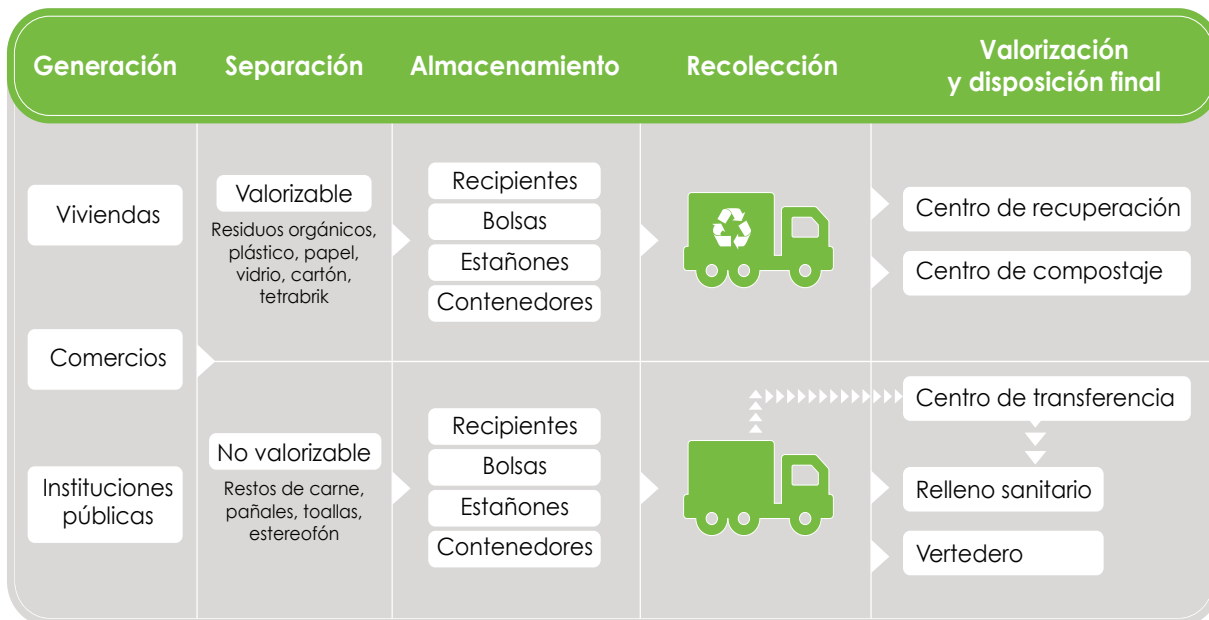 Generación
Separación
Almacenamiento
Recolección
Valorización
y disposición final
Viviendas
Comercios
Instituciones
públicas
Valorizable
Residuos orgánicos,
plástico, papel,
vidrio, cartón,
tetrabrik
Recipientes
Bolsas
Estañones
Contenedores
Centro de recuperación
Centro de compostaje
No valorizable
Restos de carne,
pañales, toallas,
estereofón
Recipientes
Bolsas
Estañones
Contenedores
Centro de transferencia
Relleno sanitario
Vertedero